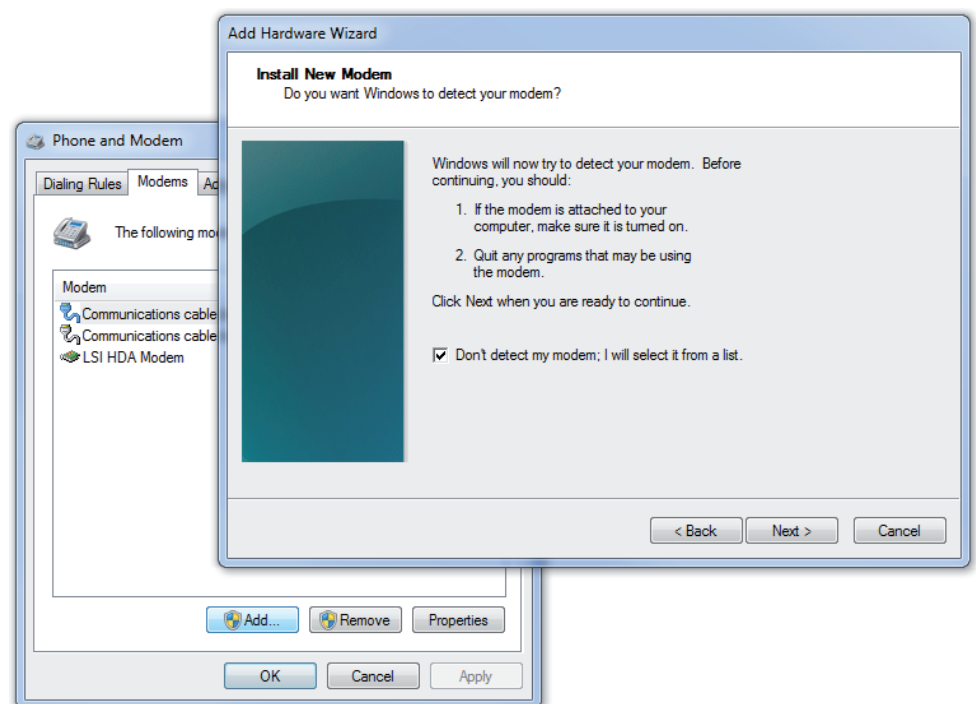 Add Hardware Wizard
Install New Modem
Do you want Windows to detect your modem?
Windows will now try to detect your modem. Before
continuing, you should:
1. If the modem is attached to your
computer, make sure it is turned on.
2. Quit any programs that may be using
the modem.
Click Next when you are ready to continue.
Don't detect my modem; I will select it from a list.
< Back Next > Cancel
Phone and Modem
Dialing Rules Modems
The following
Modem
Communications cable
Communications cable
LSI HDA Modem
Add... Remove Properties
OK Cancel Apply